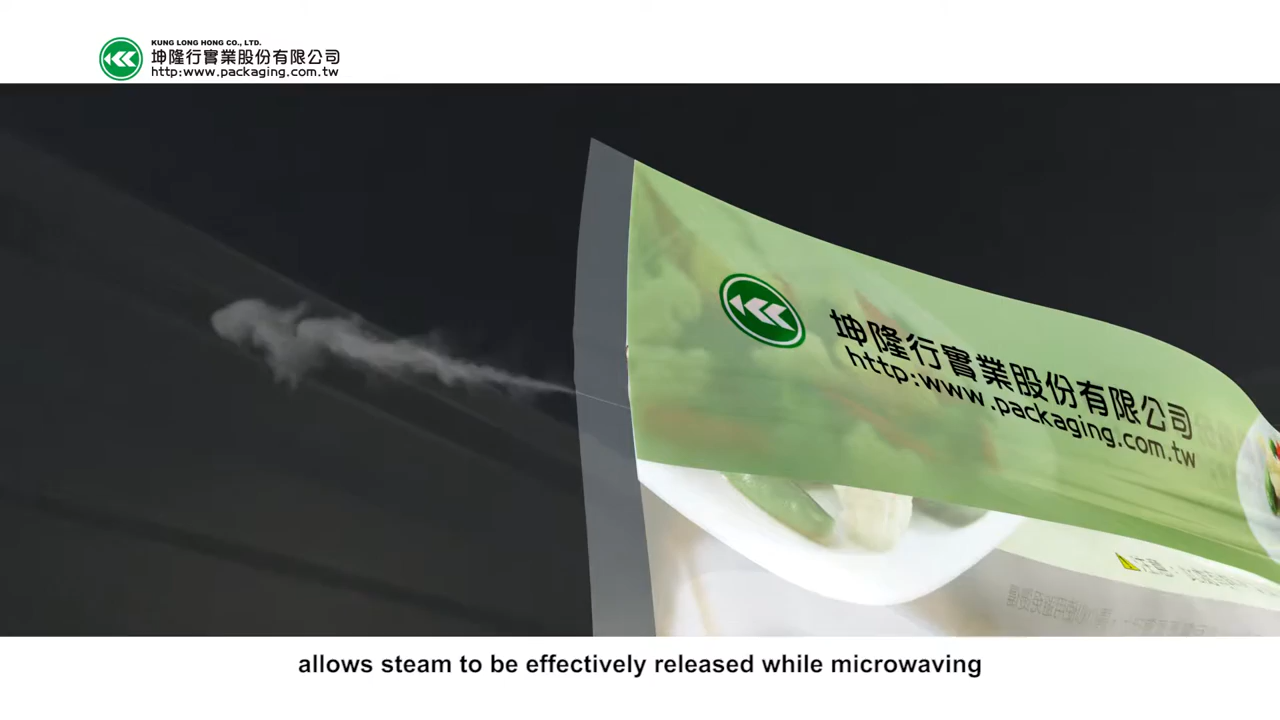 KUNG LONG HONG CO., LTD.
坤隆行實業股份有限公司
http:www.packaging.com.tw
坤隆行實業股份有限公司
http:www.packaging.com.tw
allows steam to be effectively released while microwaving